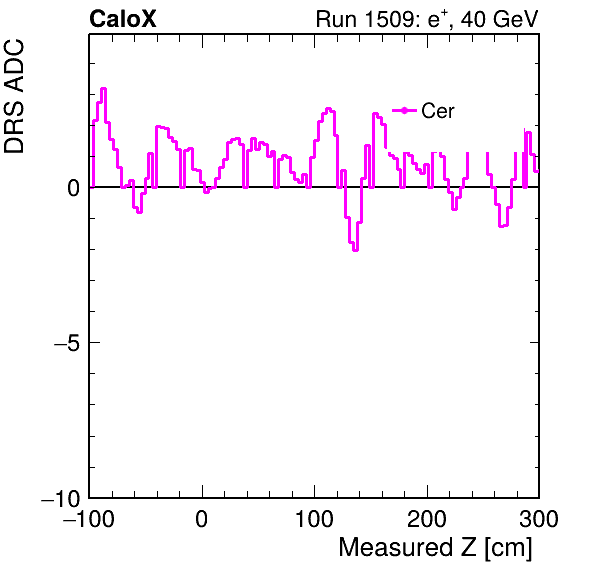 CaloX Run 1509: e⁺, 40 GeV
DRS ADC
Cer
0
−5
−10
−100 0 100 200 300
Measured Z [cm]